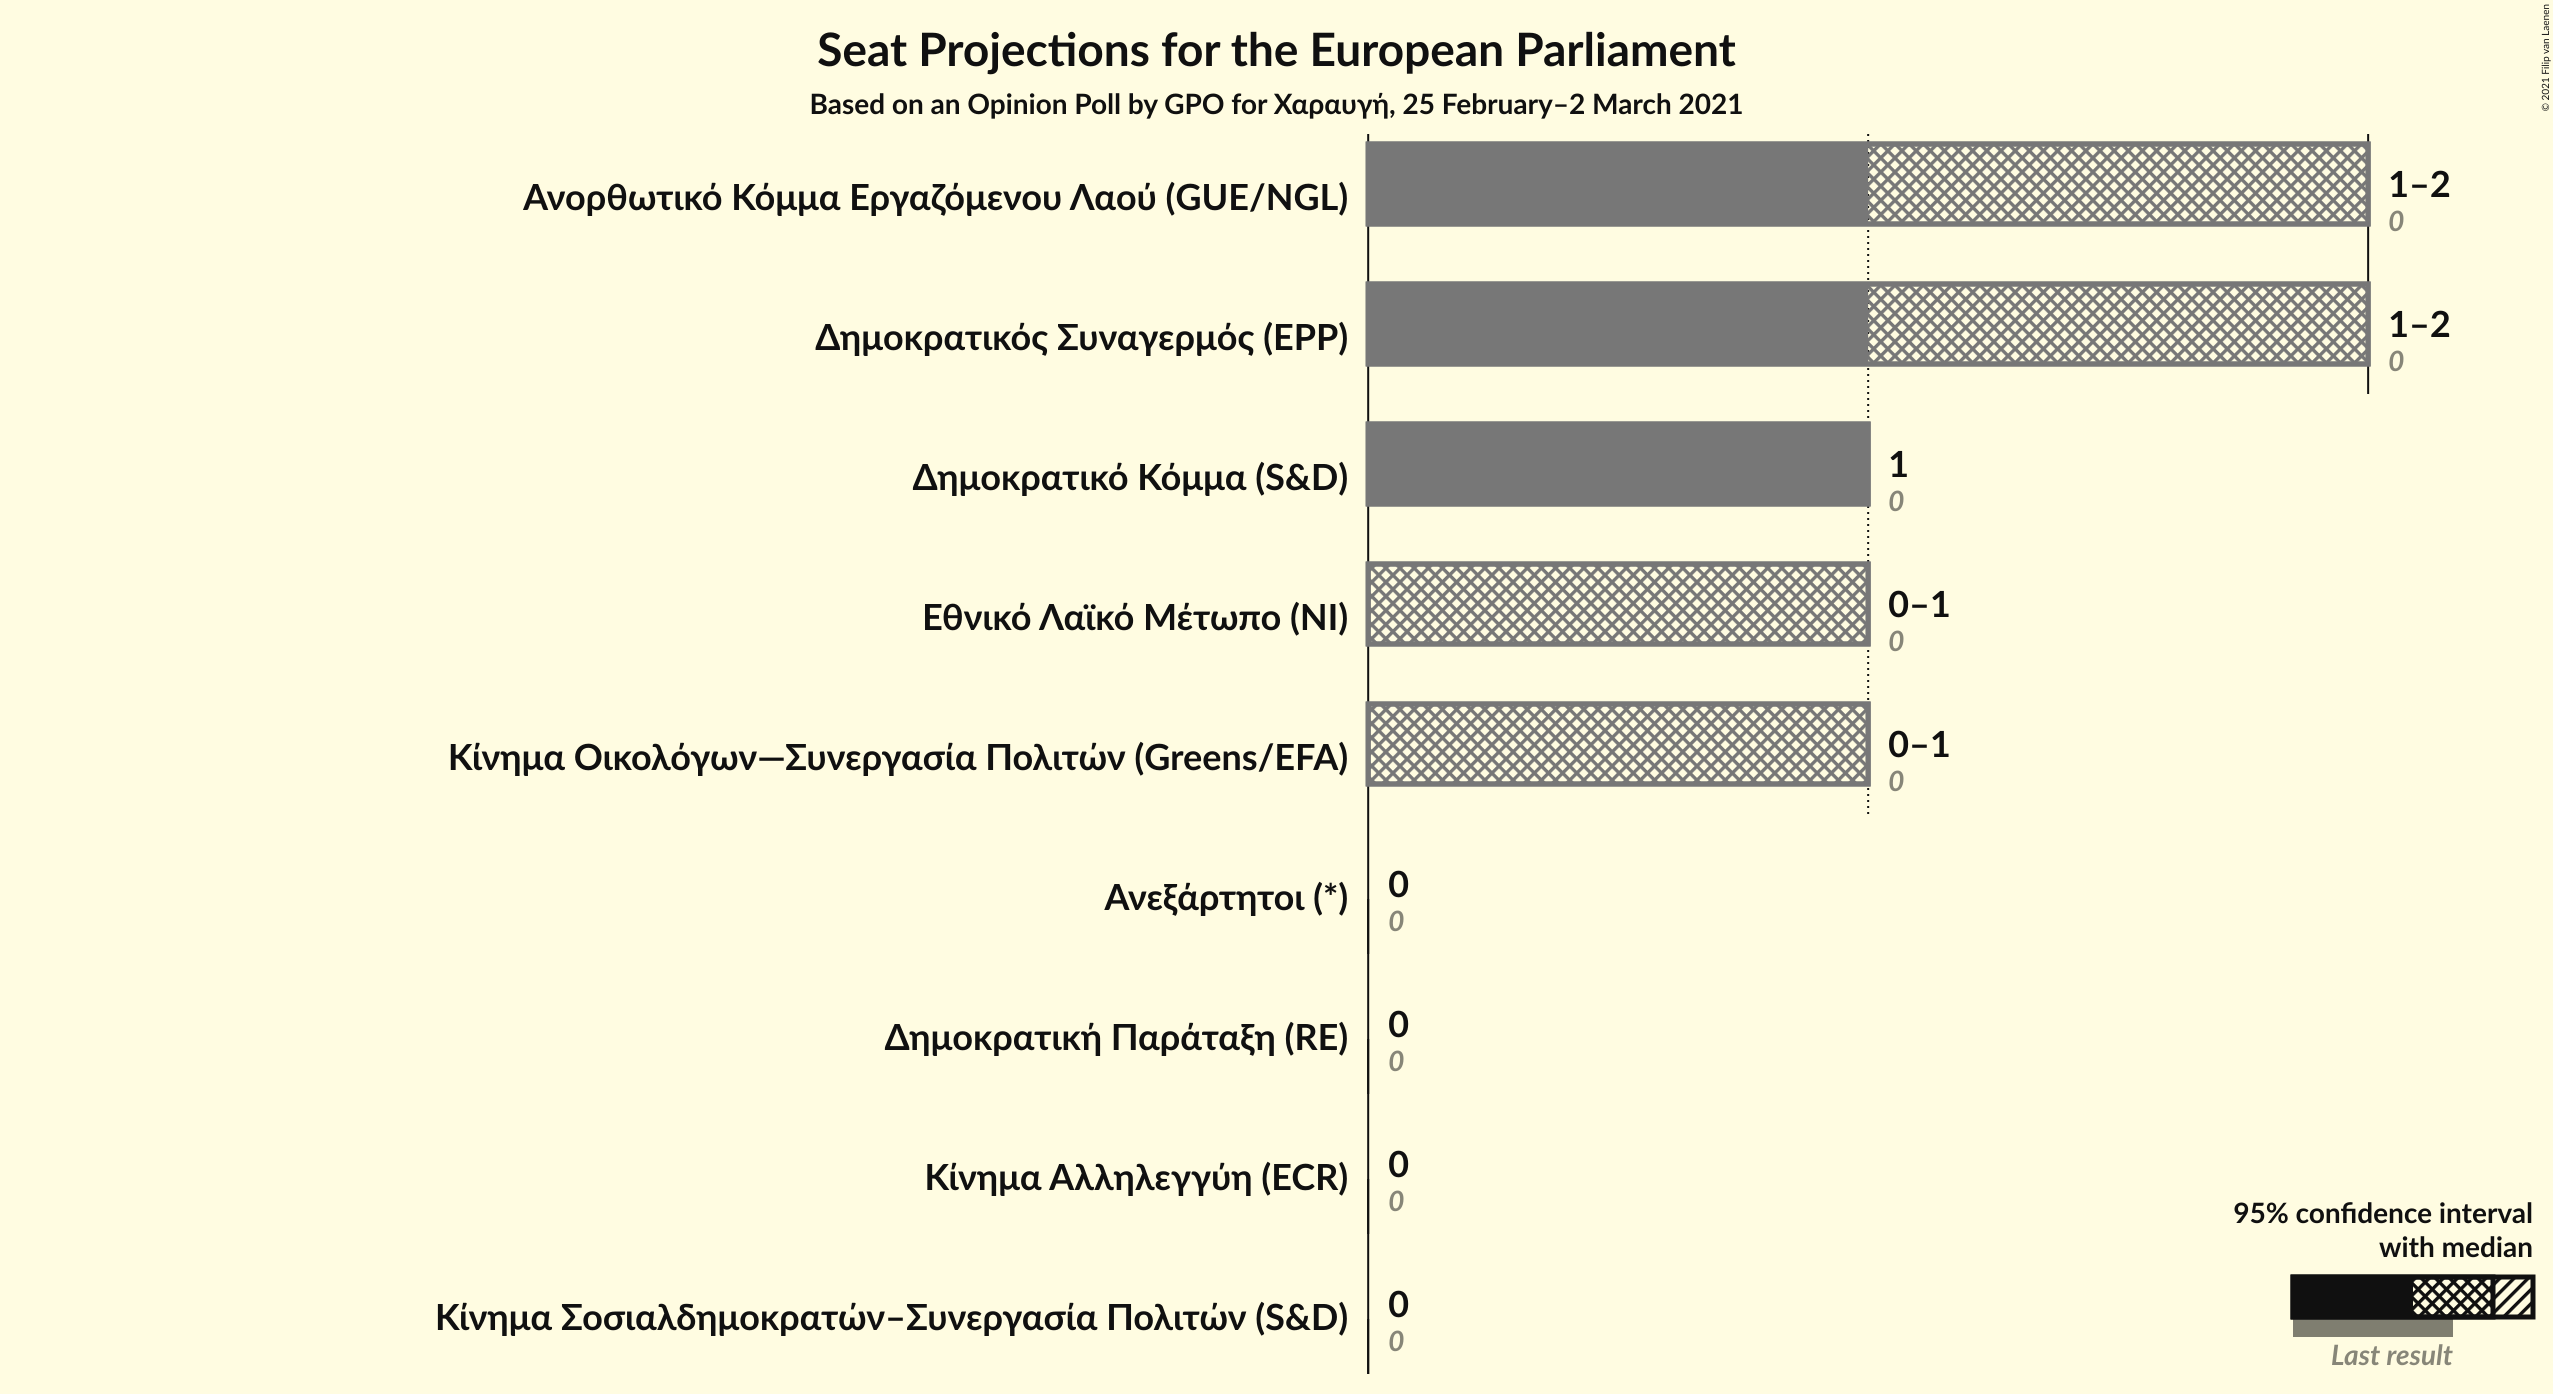 Seat Projections for the European Parliament
Based on an Opinion Poll by GPO for Χαραυγή, 25 February–2 March 2021
© 2021 Filip van Laenen
Ανορθωτικό Κόμμα Εργαζόμενου Λαού (GUE/NGL)
1–2
0
Δημοκρατικός Συναγερμός (EPP)
1–2
0
Δημοκρατικό Κόμμα (S&D)
1
0
Εθνικό Λαϊκό Μέτωπο (NI)
0–1
0
Κίνημα Οικολόγων—Συνεργασία Πολιτών (Greens/EFA)
0–1
0
Ανεξάρτητοι (*)
0
0
Δημοκρατική Παράταξη (RE)
0
0
Κίνημα Αλληλεγγύη (ECR)
0
0
Κίνημα Σοσιαλδημοκρατών–Συνεργασία Πολιτών (S&D)
0
0
95% confidence interval
with median
Last result